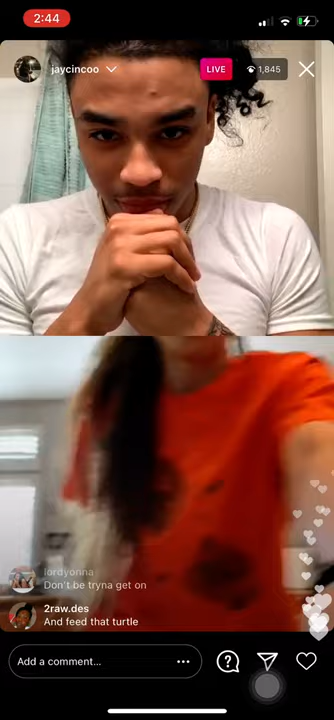 2:44
jaycincoo
LIVE
1,845
lordyonna
Don't be tryna get on
2raw.des
And feed that turtle
Add a comment...